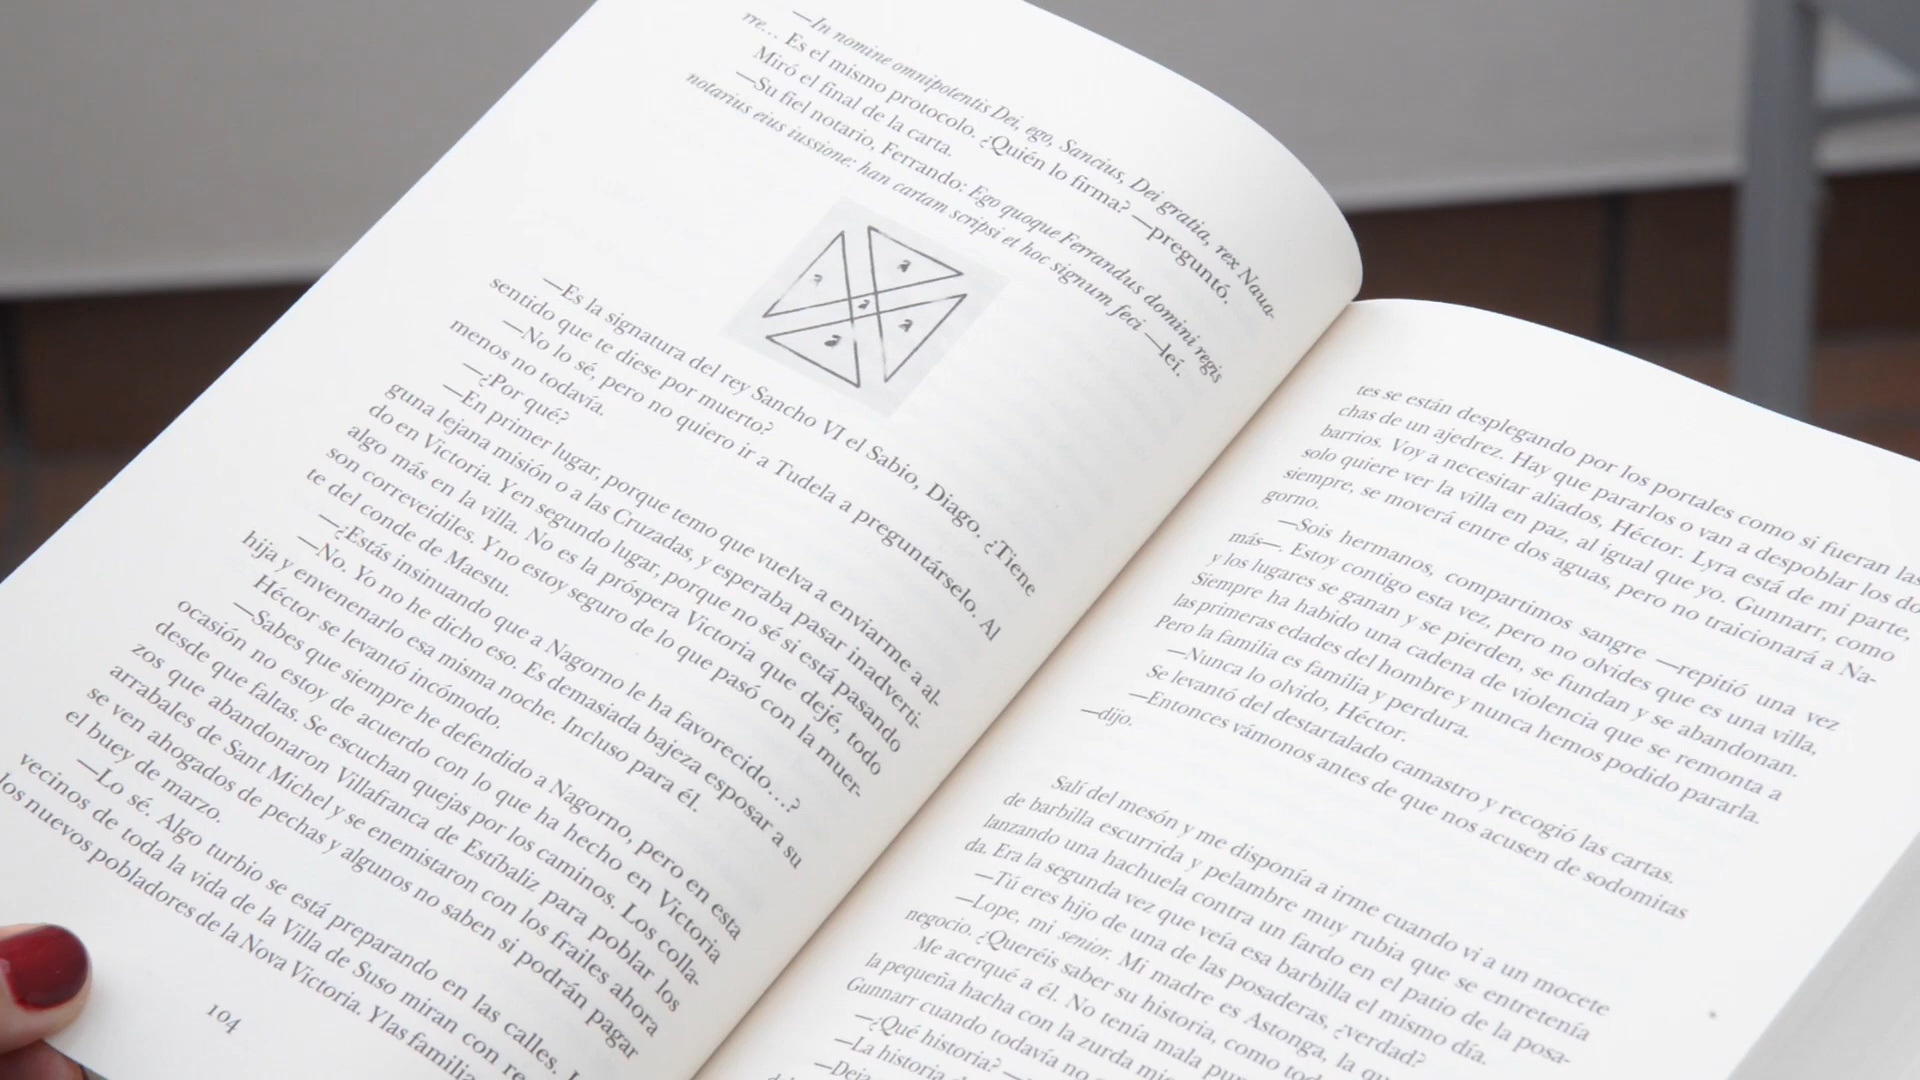 —In nomine omnipotentis Dei, ego, Sancius, Dei gratia, rex Naua-
rre... Es el mismo protocolo. ¿Quién lo firma? —preguntó.
Miró el final de la carta.
—Su fiel notario, Ferrando: Ego quoque Ferrandus domini regis
notarius eius iussione: han cartam scripsi et hoc signum feci —leí.
a
a
a
a
a
—Es la signatura del rey Sancho VI el Sabio, Diago. ¿Tiene
sentido que te diese por muerto?
—No lo sé, pero no quiero ir a Tudela a preguntárselo. Al
menos no todavía.
—¿Por qué?
—En primer lugar, porque temo que vuelva a enviarme a al-
guna lejana misión o a las Cruzadas, y esperaba pasar inadverti-
do en Victoria. Y en segundo lugar, porque no sé si está pasando
algo más en la villa. No es la próspera Victoria que dejé, todo
son correveidiles. Y no estoy seguro de lo que pasó con la muer-
te del conde de Maestu.
—¿Estás insinuando que a Nagorno le ha favorecido...?
—No. Yo no he dicho eso. Es demasiada bajeza esposar a su
hija y envenenarlo esa misma noche. Incluso para él.
Héctor se levantó incómodo.
—Sabes que siempre he defendido a Nagorno, pero en esta
ocasión no estoy de acuerdo con lo que ha hecho en Victoria
desde que faltas. Se escuchan quejas por los caminos. Los colla-
zos que abandonaron Villafranca de Estíbaliz para poblar los
arrabales de Sant Michel y se enemistaron con los frailes ahora
se ven ahogados de pechas y algunos no saben si podrán pagar
el buey de marzo.
—Lo sé. Algo turbio se está preparando en las calles.
vecinos de toda la vida de la Villa de Suso miran con
los nuevos pobladores de la Nova Victoria. Y las
104
tes se están desplegando por los portales como si fueran las
chas de un ajedrez. Hay que pararlos o van a despoblar los
barrios. Voy a necesitar aliados, Héctor. Lyra está de mi parte,
solo quiere ver la villa en paz, al igual que yo. Gunnarr, como
siempre, se moverá entre dos aguas, pero no traicionará a Na-
gorno.
—Sois hermanos, compartimos sangre —repitió una vez
más—. Estoy contigo esta vez, pero no olvides que es una villa,
y los lugares se ganan y se pierden, se fundan y se abandonan.
Siempre ha habido una cadena de violencia que se remonta a
las primeras edades del hombre y nunca hemos podido pararla.
Pero la familia es familia y perdura.
—Nunca lo olvido, Héctor.
Se levantó del destartalado camastro y recogió las cartas.
—Entonces vámonos antes de que nos acusen de sodomitas
—dijo.
Salí del mesón y me disponía a irme cuando vi a un mocete
de barbilla escurrida y pelambre muy rubia que se entretenía
lanzando una hachuela contra un fardo en el patio de la posa-
da. Era la segunda vez que veía esa barbilla el mismo día.
—Tú eres hijo de una de las posaderas, ¿verdad?
—Lope, mi senior. Mi madre es Astonga, la
negocio. ¿Queréis saber su historia, como
Me acerqué a él. No tenía mala
la pequeña hacha con la zurda
Gunnarr cuando todavía no
—¿Qué historia?
—La historia